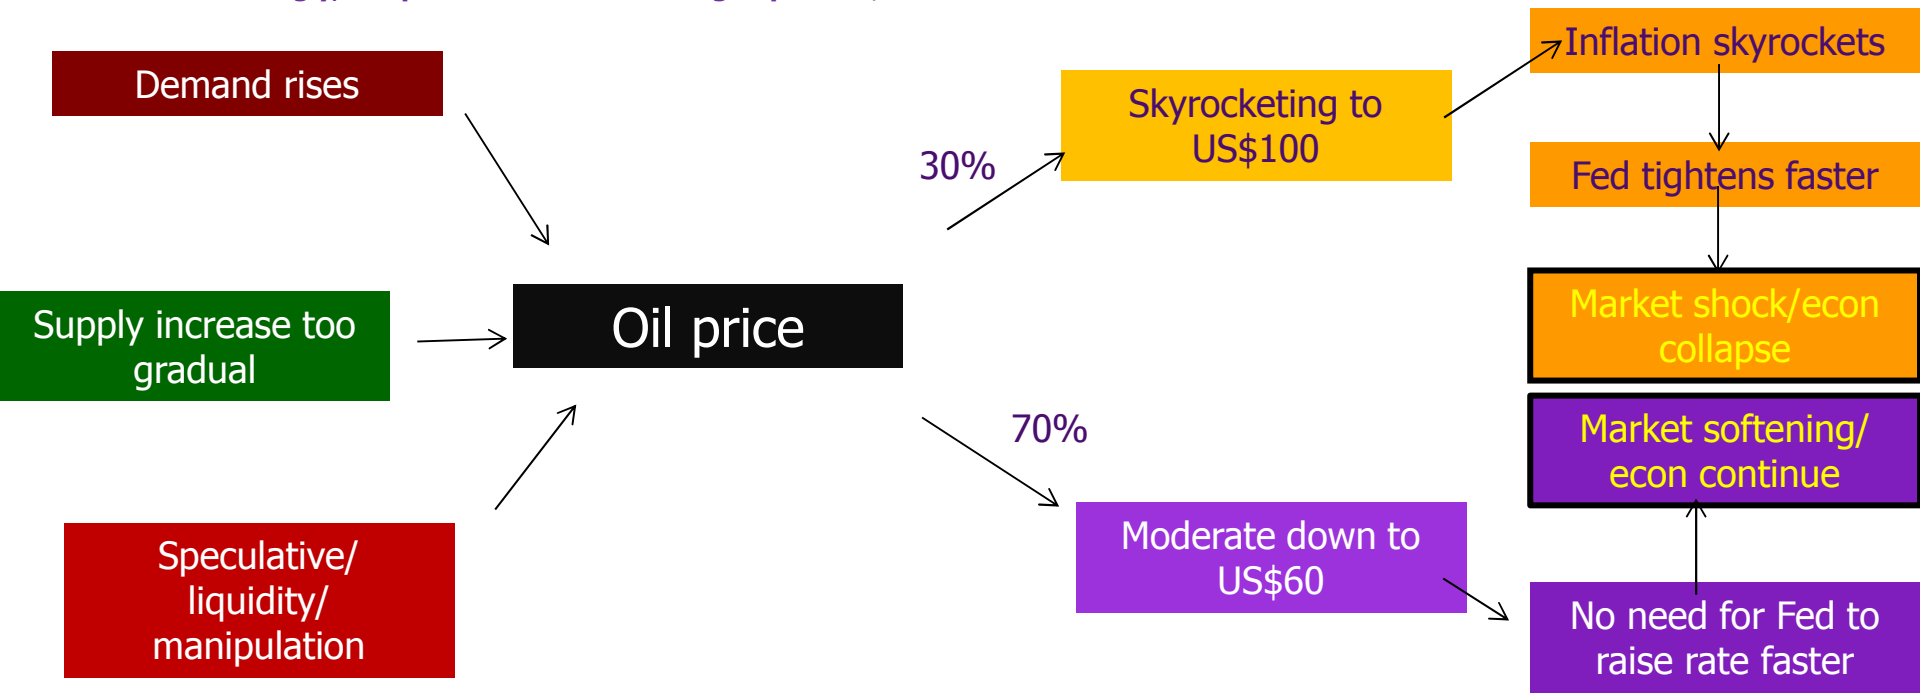 Demand rises
Supply increase too
gradual
Speculative/
liquidity/
manipulation
Oil price
30%
70%
Skyrocketing to
US$100
Moderate down to
US$60
Inflation skyrockets
Fed tightens faster
Market shock/econ
collapse
Market softening/
econ continue
No need for Fed to
raise rate faster